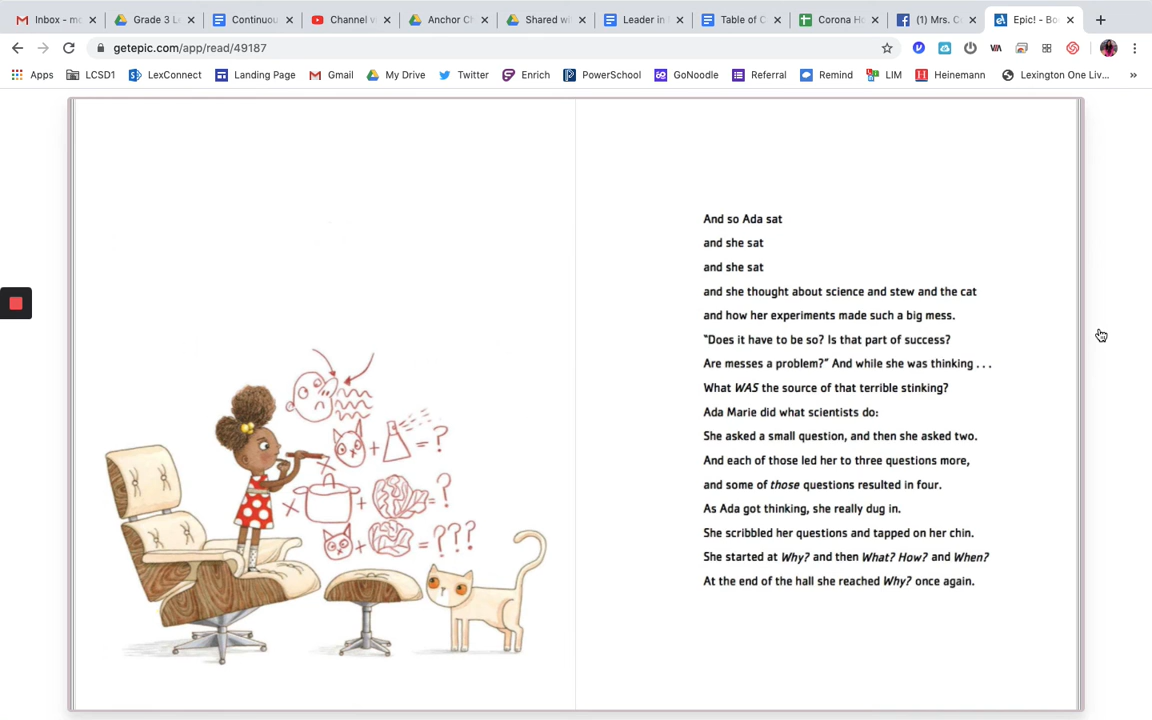 Inbox - mo
Grade 3 Le
Continuou
Channel v
Anchor Ch
Shared wi
Leader in
Table of C
Corona Ho
(1) Mrs. C
Epic! - Bo
getepic.com/app/read/49187
Apps
LCSD1
LexConnect
Landing Page
Gmail
My Drive
Twitter
Enrich
PowerSchool
GoNoodle
Referral
Remind
LIM
Heinemann
Lexington One Liv...
»
And so Ada sat
and she sat
and she sat
and she thought about science and stew and the cat
and how her experiments made such a big mess.
“Does it have to be so? Is that part of success?
Are messes a problem?” And while she was thinking . . .
What WAS the source of that terrible stinking?
Ada Marie did what scientists do:
She asked a small question, and then she asked two.
And each of those led her to three questions more,
and some of those questions resulted in four.
As Ada got thinking, she really dug in.
She scribbled her questions and tapped on her chin.
She started at Why? and then What? How? and When?
At the end of the hall she reached Why? once again.
+ = ?
+ = ?
+ = ???